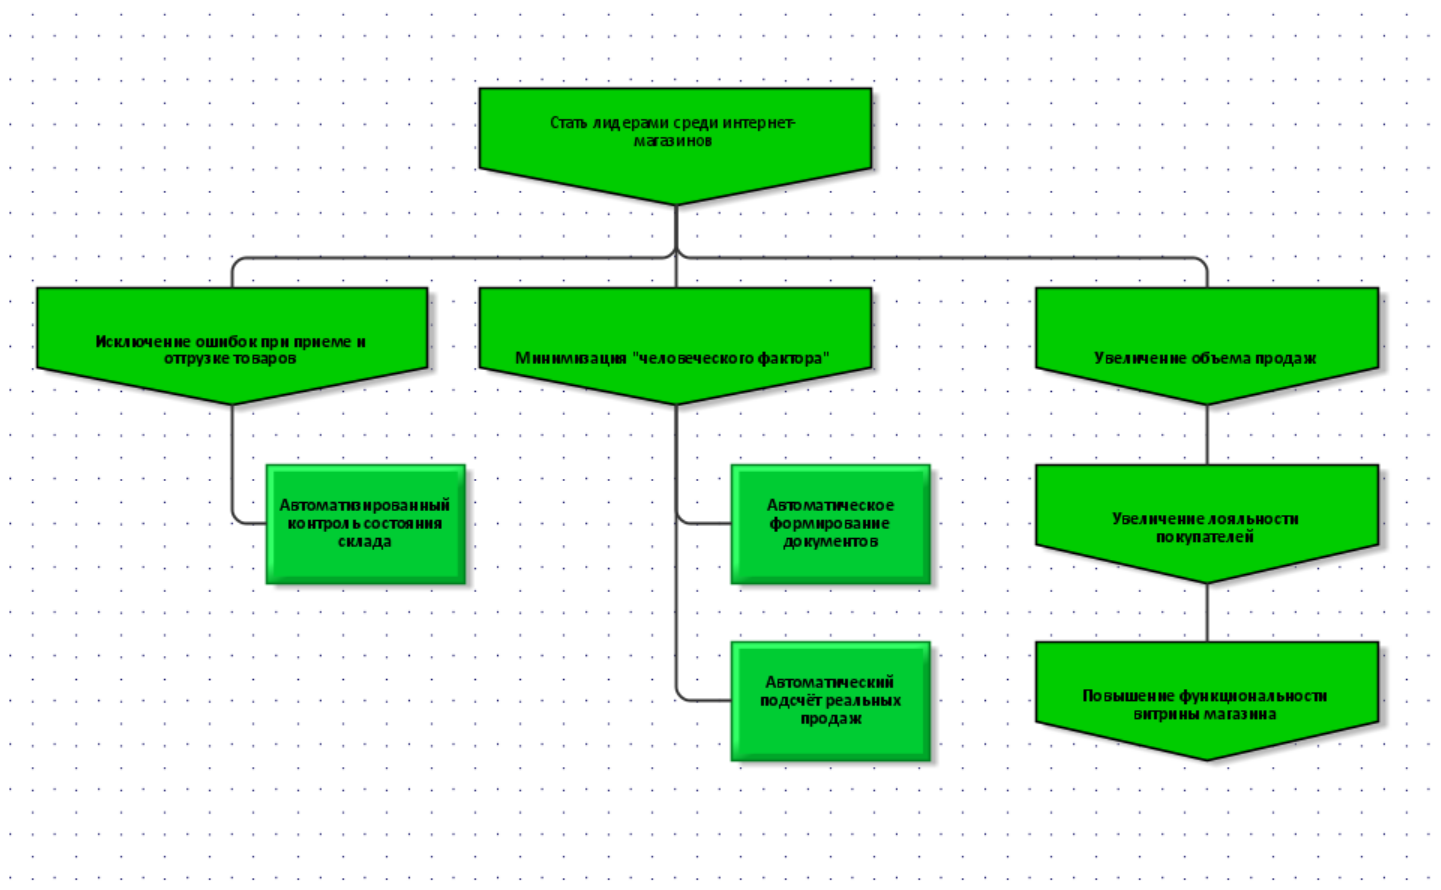 Стать лидерами среди интернет-
магазинов
Исключение ошибок при приеме и
отгрузке товаров
Минимизация "человеческого фактора"
Увеличение объема продаж
Автоматизированный
контроль состояния
склада
Автоматическое
формирование
документов
Увеличение лояльности
покупателей
Автоматический
подсчёт реальных
продаж
Повышение функциональности
витрины магазина